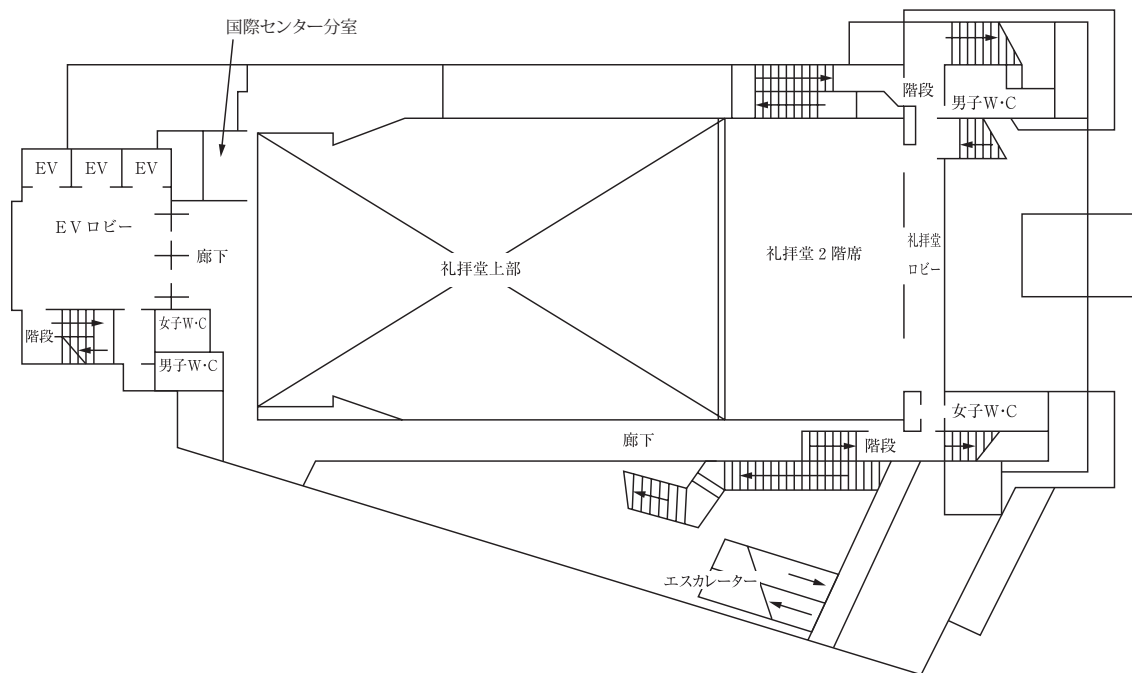 国際センター分室
階段
男子W・C
EV
EV
EV
EVロビー
廊下
礼拝堂上部
礼拝堂2階席
礼拝堂
ロビー
女子W・C
階段
男子W・C
女子W・C
廊下
階段
エスカレーター